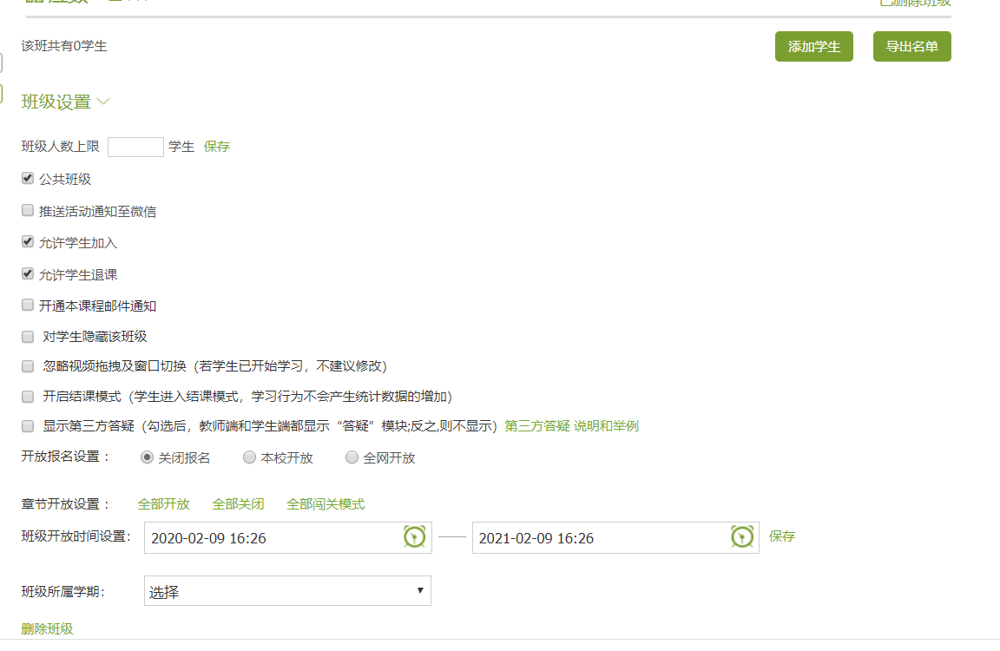 已删除班级
该班共有0学生
添加学生 导出名单
班级设置
班级人数上限 学生 保存
公共班级
推送活动通知至微信
允许学生加入
允许学生退课
开通本课程邮件通知
对学生隐藏该班级
忽略视频拖拽及窗口切换（若学生已开始学习，不建议修改）
开启结课模式（学生进入结课模式，学习行为不会产生统计数据的增加）
显示第三方答疑（勾选后，教师端和学生端都显示“答疑”模块;反之,则不显示）第三方答疑 说明和举例
开放报名设置： 关闭报名 本校开放 全网开放
章节开放设置： 全部开放 全部关闭 全部闯关模式
班级开放时间设置: 2020-02-09 16:26 2021-02-09 16:26 保存
班级所属学期: 选择
删除班级